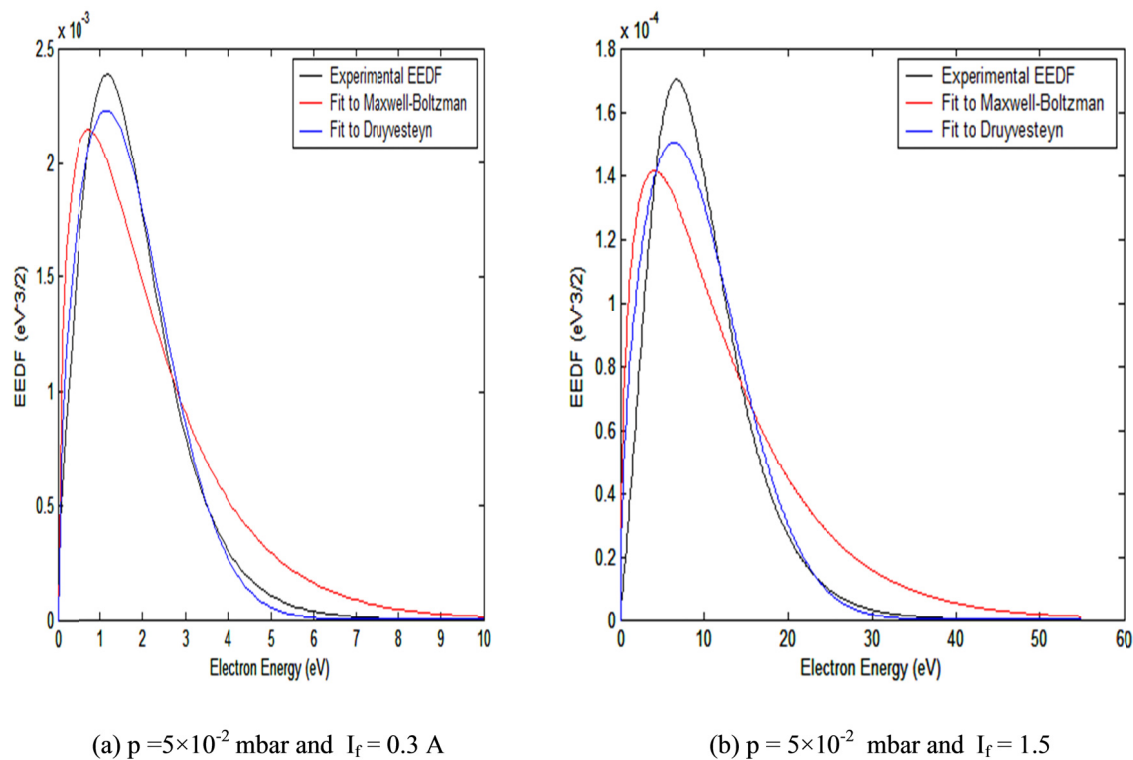 x 10⁻³
2.5
2
1.5
1
0.5
0
EEDF (eV^3/2)
Experimental EEDF
Fit to Maxwell-Boltzman
Fit to Druyvesteyn
0 1 2 3 4 5 6 7 8 9 10
Electron Energy (eV)
(a) p =5×10⁻² mbar and I_f = 0.3 A
x 10⁻⁴
1.8
1.6
1.4
1.2
1
0.8
0.6
0.4
0.2
0
EEDF (eV^3/2)
Experimental EEDF
Fit to Maxwell-Boltzman
Fit to Druyvesteyn
0 10 20 30 40 50 60
Electron Energy (eV)
(b) p = 5×10⁻² mbar and I_f = 1.5